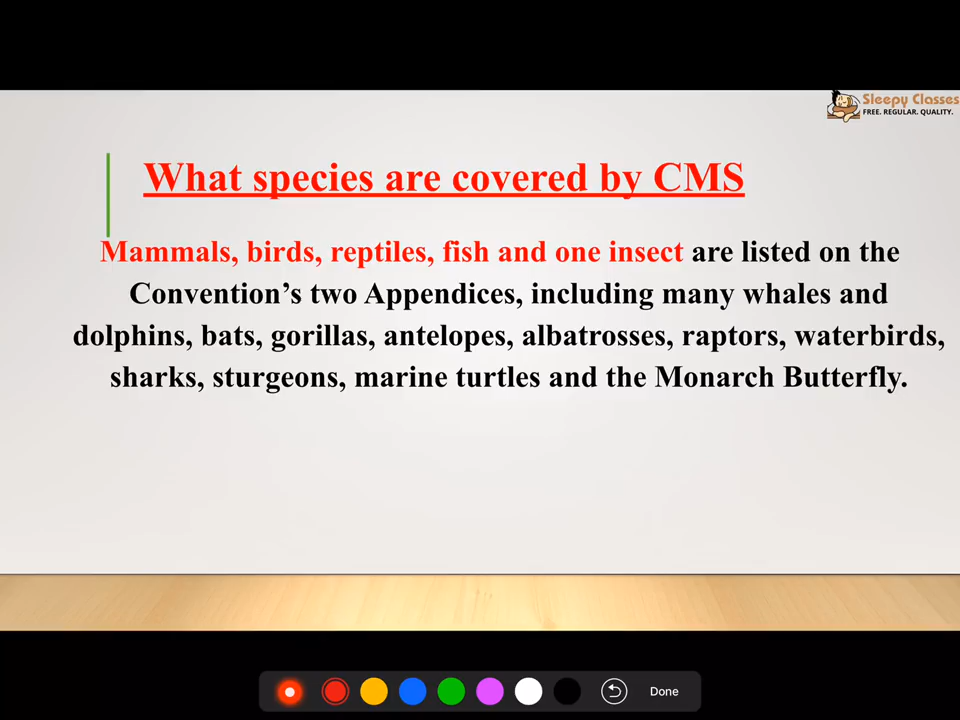 Sleepy Classes
FREE. REGULAR. QUALITY.
What species are covered by CMS
Mammals, birds, reptiles, fish and one insect are listed on the
Convention’s two Appendices, including many whales and
dolphins, bats, gorillas, antelopes, albatrosses, raptors, waterbirds,
sharks, sturgeons, marine turtles and the Monarch Butterfly.
Done